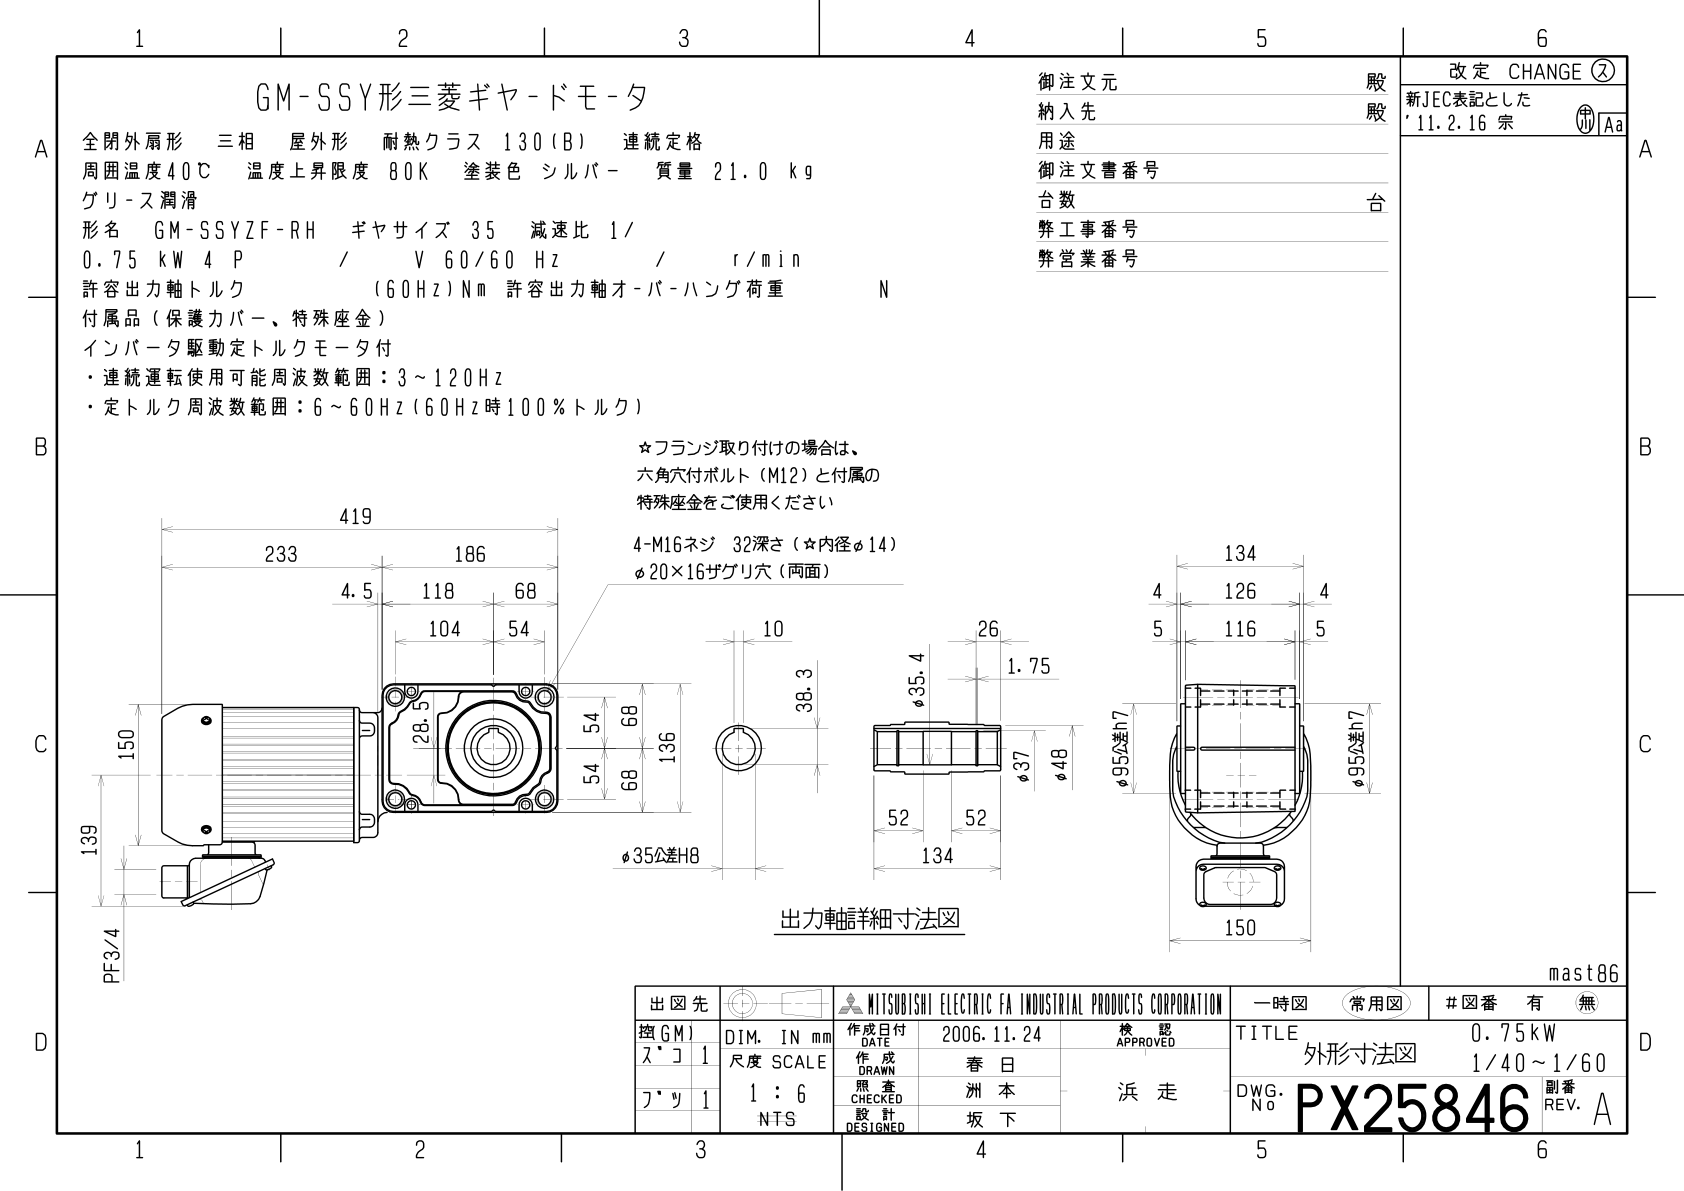 1 2 3 4 5 6
GM-SSY形三菱ギヤードモータ
全閉外扇形 三相 屋外形 耐熱クラス 130(B) 連続定格
周囲温度40℃ 温度上昇限度 80K 塗装色 シルバー 質量 21.0 kg
グリース潤滑
形名 GM-SSYZF-RH ギヤサイズ 35 減速比 1/
0.75 kW 4 P / V 60/60 Hz / r/min
許容出力軸トルク (60Hz)Nm 許容出力軸オーバーハング荷重 N
付属品(保護カバー、特殊座金)
インバータ駆動定トルクモータ付
・連続運転使用可能周波数範囲:3~120Hz
・定トルク周波数範囲:6~60Hz(60Hz時100%トルク)
御注文元 殿
納入先 殿
用途
御注文書番号
台数 台
弊工事番号
弊営業番号
改定 CHANGE ス
新JEC表記とした
'11.2.16 宗 Aa
A A
B B
C C
D D
☆フランジ取り付けの場合は、
六角穴付ボルト(M12)と付属の
特殊座金をご使用ください
4-M16ネジ 32深さ(☆内径φ14)
φ20×16ザグリ穴(両面)
419
233 186
4.5 118 68
104 54
28.5
150
139
PF3/4
54 68
136
54 68
10
38.3
φ35公差H8
26
1.75
φ35.4
φ37
φ48
52 52
134
出力軸詳細寸法図
134
4 126 4
5 116 5
φ95公差h7
φ95公差h7
150
mast86
出図先
控(GM)
ズコ 1
ブツ 1
DIM. IN mm
尺度 SCALE
1 : 6
NTS
MITSUBISHI ELECTRIC FA INDUSTRIAL PRODUCTS CORPORATION
作成日付 DATE 2006.11.24
作成 DRAWN 春日
照査 CHECKED 洲本
設計 DESIGNED 坂下
検認 APPROVED
浜走
一時図 常用図 #図番 有 無
TITLE 外形寸法図
0.75kW
1/40~1/60
DWG. No PX25846
副番 REV. A
1 2 3 4 5 6